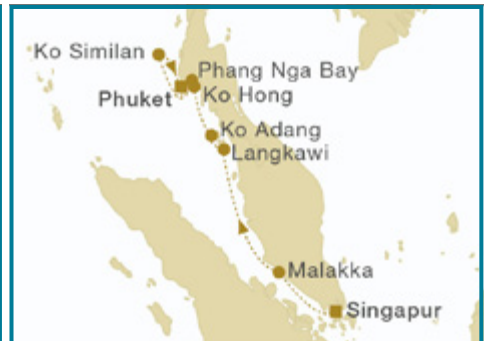 Ko Similan
Phang Nga Bay
Phuket
Ko Hong
Ko Adang
Langkawi
Malakka
Singapur